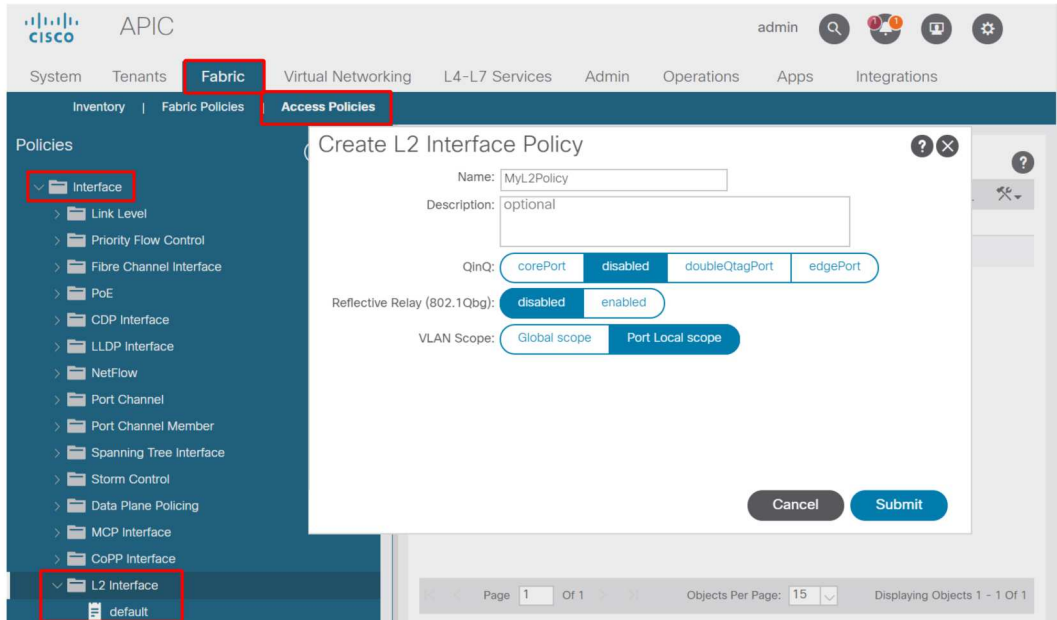 CISCO APIC admin 1
System Tenants Fabric Virtual Networking L4-L7 Services Admin Operations Apps Integrations
Inventory | Fabric Policies | Access Policies
Policies
Interface
Link Level
Priority Flow Control
Fibre Channel Interface
PoE
CDP Interface
LLDP Interface
NetFlow
Port Channel
Port Channel Member
Spanning Tree Interface
Storm Control
Data Plane Policing
MCP Interface
CoPP Interface
L2 Interface
default
Create L2 Interface Policy
Name: MyL2Policy
Description: optional
QinQ: corePort disabled doubleQtagPort edgePort
Reflective Relay (802.1Qbg): disabled enabled
VLAN Scope: Global scope Port Local scope
Cancel Submit
Page 1 Of 1 Objects Per Page: 15 Displaying Objects 1 - 1 Of 1